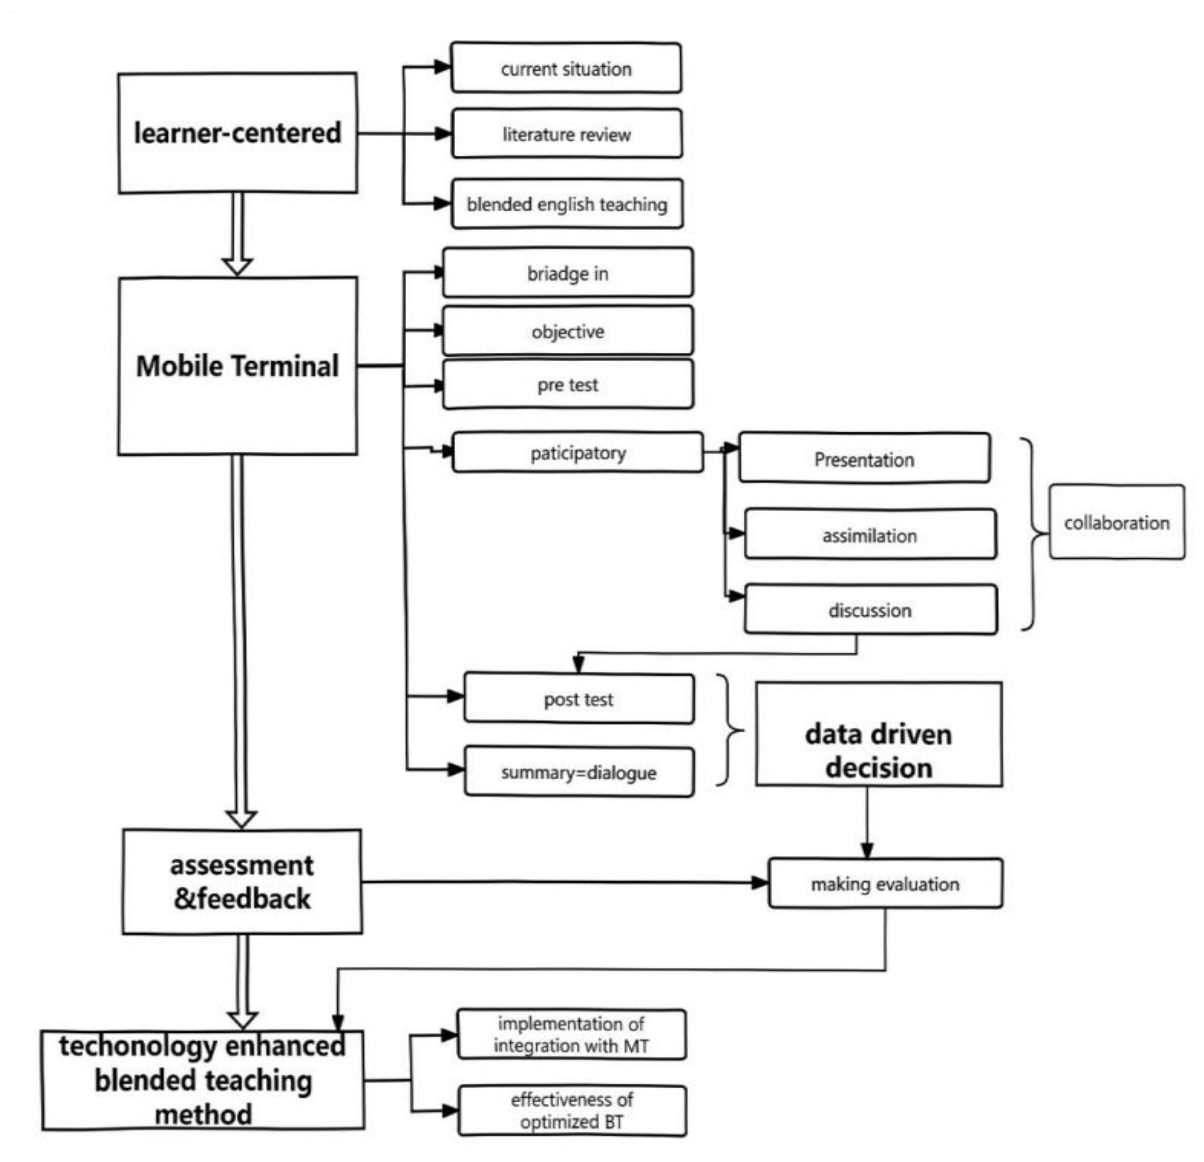 learner-centered
current situation
literature review
blended english teaching
Mobile Terminal
briadge in
objective
pre test
paticipatory
Presentation
assimilation
discussion
collaboration
post test
summary=dialogue
data driven
decision
assessment
&feedback
making evaluation
techonology enhanced
blended teaching
method
implementation of
integration with MT
effectiveness of
optimized BT